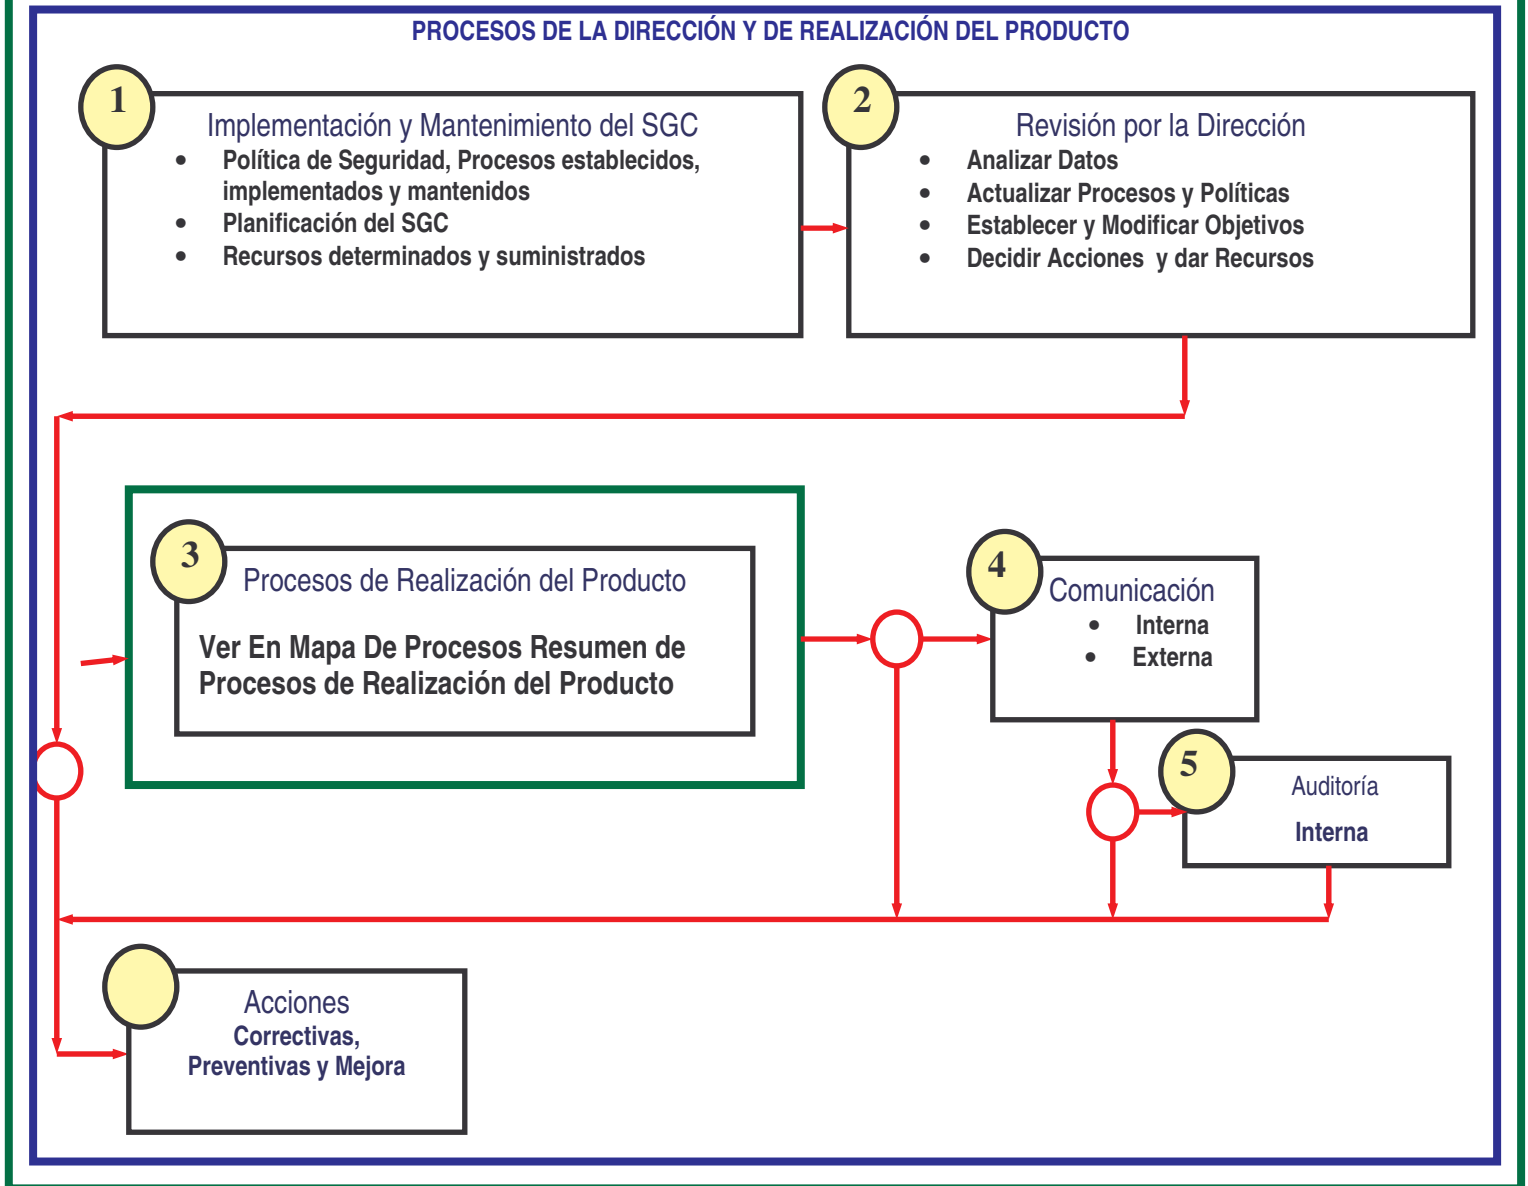 PROCESOS DE LA DIRECCIÓN Y DE REALIZACIÓN DEL PRODUCTO
1
Implementación y Mantenimiento del SGC
• Política de Seguridad, Procesos establecidos,
implementados y mantenidos
• Planificación del SGC
• Recursos determinados y suministrados
2
Revisión por la Dirección
• Analizar Datos
• Actualizar Procesos y Políticas
• Establecer y Modificar Objetivos
• Decidir Acciones y dar Recursos
3
Procesos de Realización del Producto
Ver En Mapa De Procesos Resumen de
Procesos de Realización del Producto
4
Comunicación
• Interna
• Externa
5
Auditoría
Interna
Acciones
Correctivas,
Preventivas y Mejora